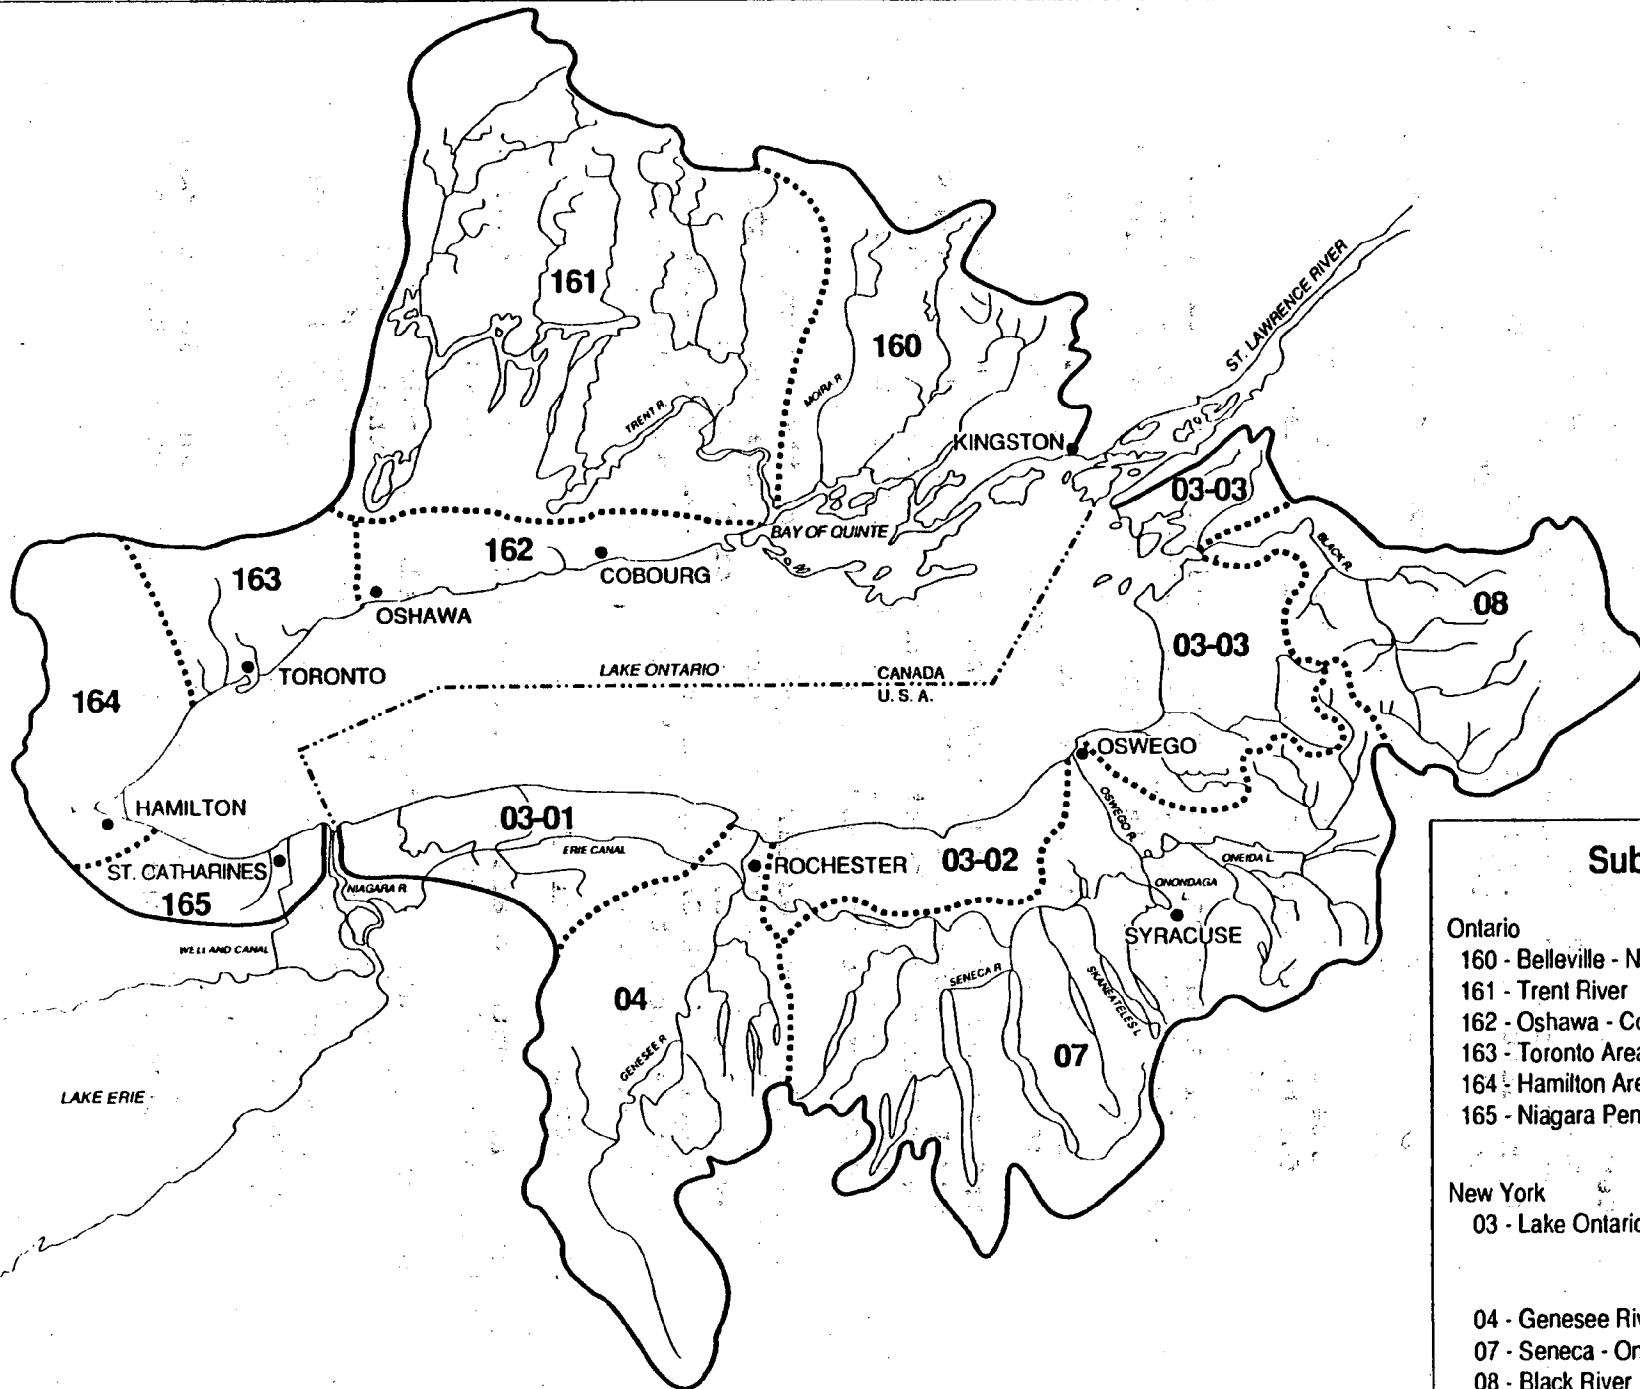 161
160
ST. LAWRENCE RIVER
MOIRA R
TRENT R.
KINGSTON
03-03
BAY OF QUINTE
BLACK R.
162
COBOURG
163
OSHAWA
08
03-03
TORONTO
LAKE ONTARIO
CANADA
U. S. A.
164
OSWEGO
HAMILTON
03-01
OSWEGO R.
ERIE CANAL
ST. CATHARINES
ROCHESTER
03-02
ONEIDA L.
NIAGARA R.
ONONDAGA
L.
165
SYRACUSE
WELLAND CANAL
SENECA R
SKANEATELES L
04
GENESEE R
07
LAKE ERIE
Sub
Ontario
160 - Belleville - N
161 - Trent River
162 - Oshawa - Co
163 - Toronto Area
164 - Hamilton Are
165 - Niagara Pen
New York
03 - Lake Ontario
04 - Genesee Riv
07 - Seneca - On
08 - Black River